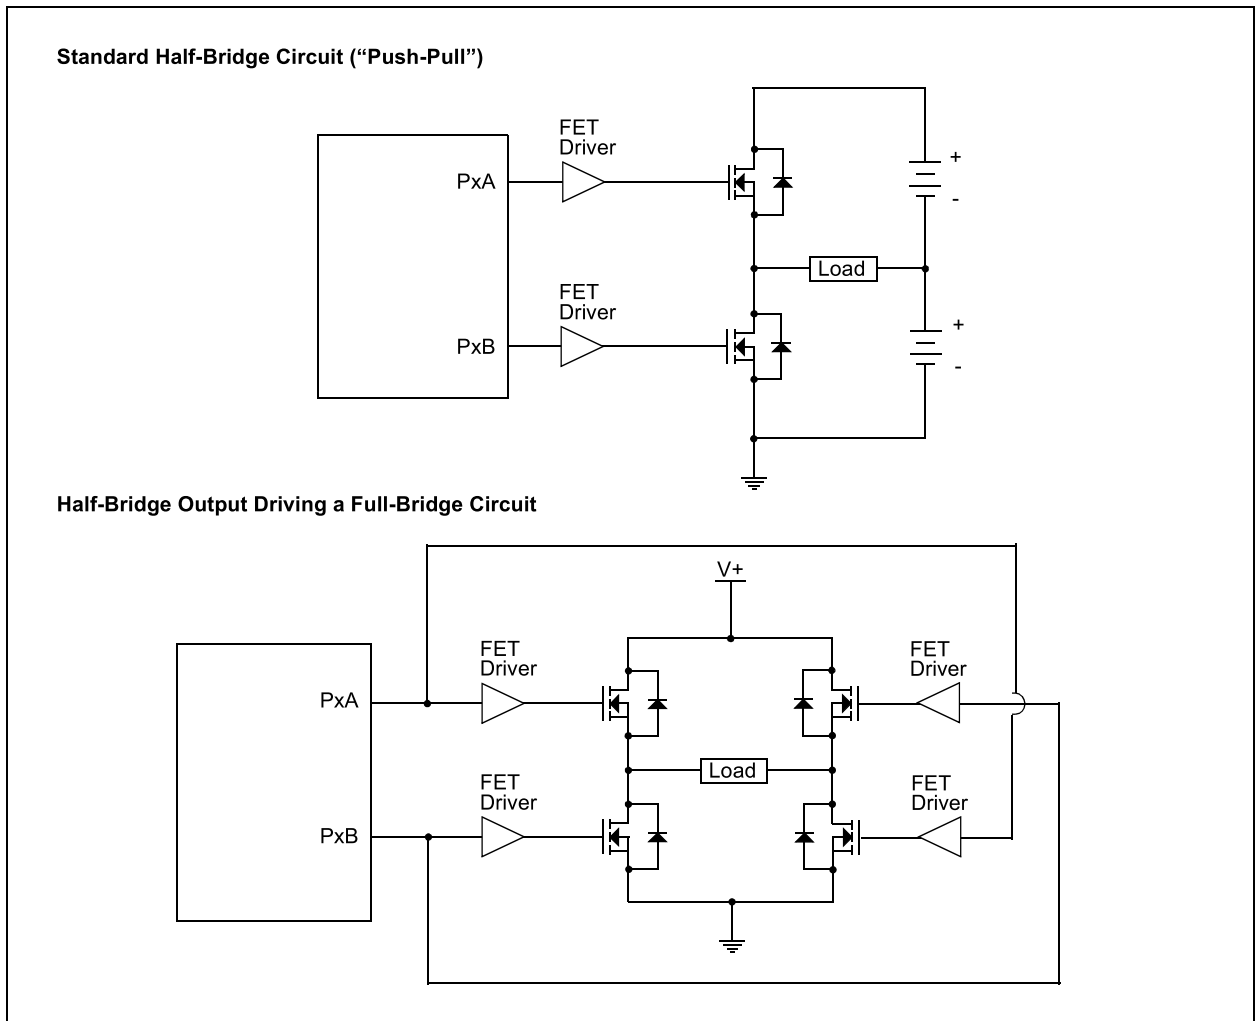 Standard Half-Bridge Circuit (“Push-Pull”)
FET
Driver
PxA
+
-
Load
FET
Driver
PxB
+
-
Half-Bridge Output Driving a Full-Bridge Circuit
V+
FET
Driver
FET
Driver
PxA
Load
FET
Driver
FET
Driver
PxB